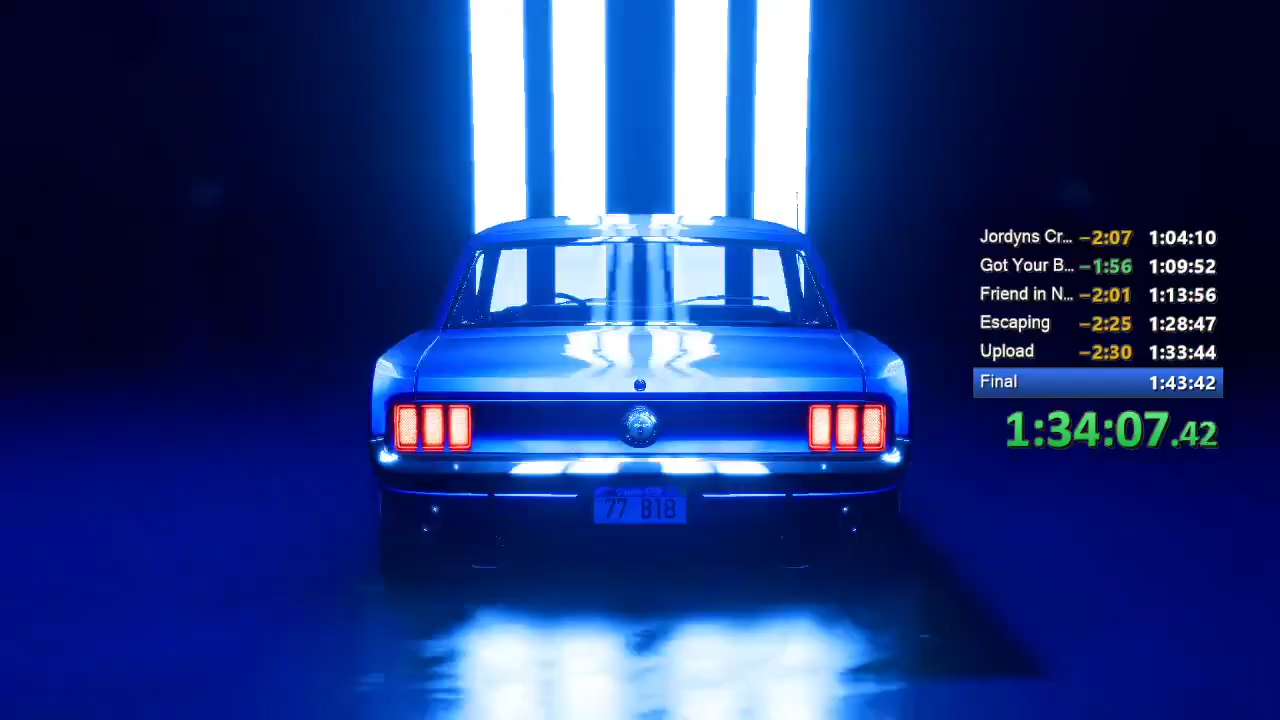 Jordyns Cr... -2:07 1:04:10
Got Your B... -1:56 1:09:52
Friend in N... -2:01 1:13:56
Escaping -2:25 1:28:47
Upload -2:30 1:33:44
Final 1:43:42
1:34:07.42
77 B18